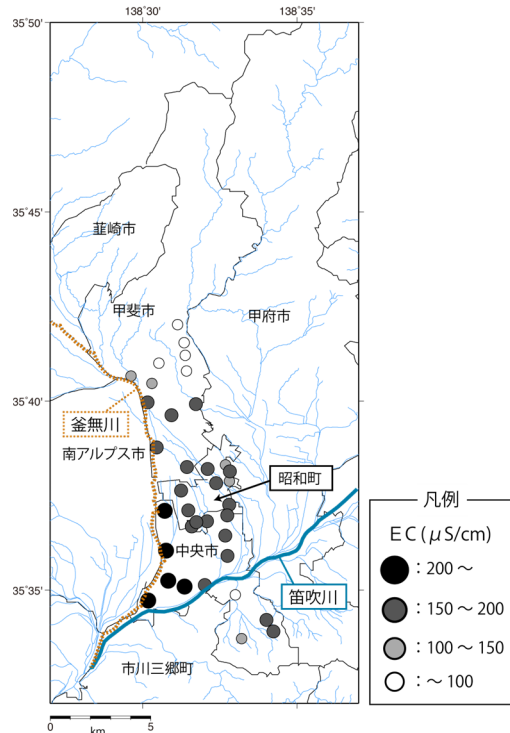 138°30′
138°35′
35°50′
35°45′
韮崎市
甲斐市
甲府市
35°40′
釜無川
南アルプス市
昭和町
中央市
35°35′
笛吹川
市川三郷町
0
5
km
凡例
EC(μS/cm)
:200～
:150～200
:100～150
:～100